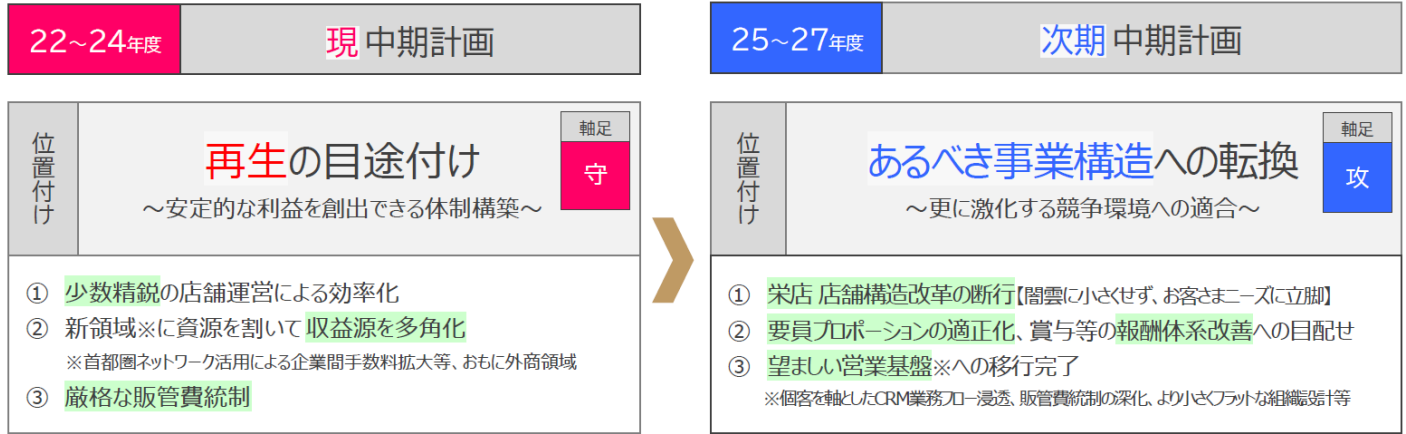 22～24年度
現 中期計画
位置付け
再生の目途付け
～安定的な利益を創出できる体制構築～
軸足
守
① 少数精鋭の店舗運営による効率化
② 新領域※に資源を割いて収益源を多角化
※首都圏ネットワーク活用による企業間手数料拡大等、おもに外商領域
③ 厳格な販管費統制
25～27年度
次期 中期計画
位置付け
あるべき事業構造への転換
～更に激化する競争環境への適合～
軸足
攻
① 栄店 店舗構造改革の断行【闇雲に小さくせず、お客さまニーズに立脚】
② 要員プロポーションの適正化、賞与等の報酬体系改善への目配せ
③ 望ましい営業基盤※への移行完了
※個客を軸としたCRM業務フロー浸透、販管費統制の深化、より小さくフラットな組織設計等